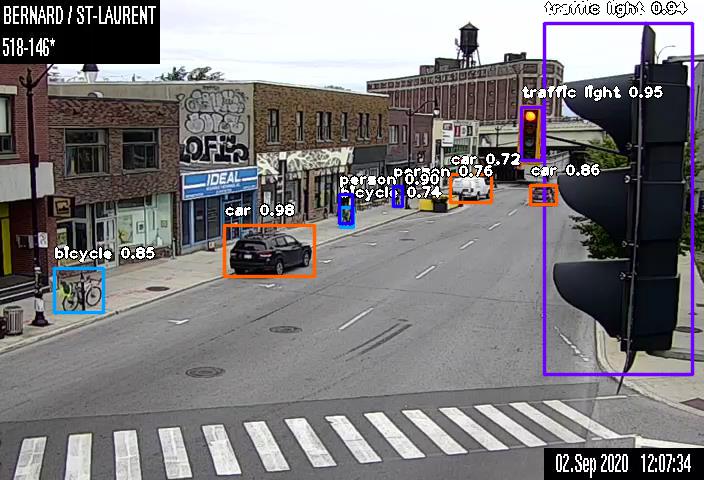 BERNARD / ST-LAURENT
518-146*
traffic light 0.94
traffic light 0.95
car 0.72
person 0.76
car 0.86
person 0.90
bicycle 0.74
IDEAL
car 0.98
bicycle 0.85
02.Sep 2020 12:07:34